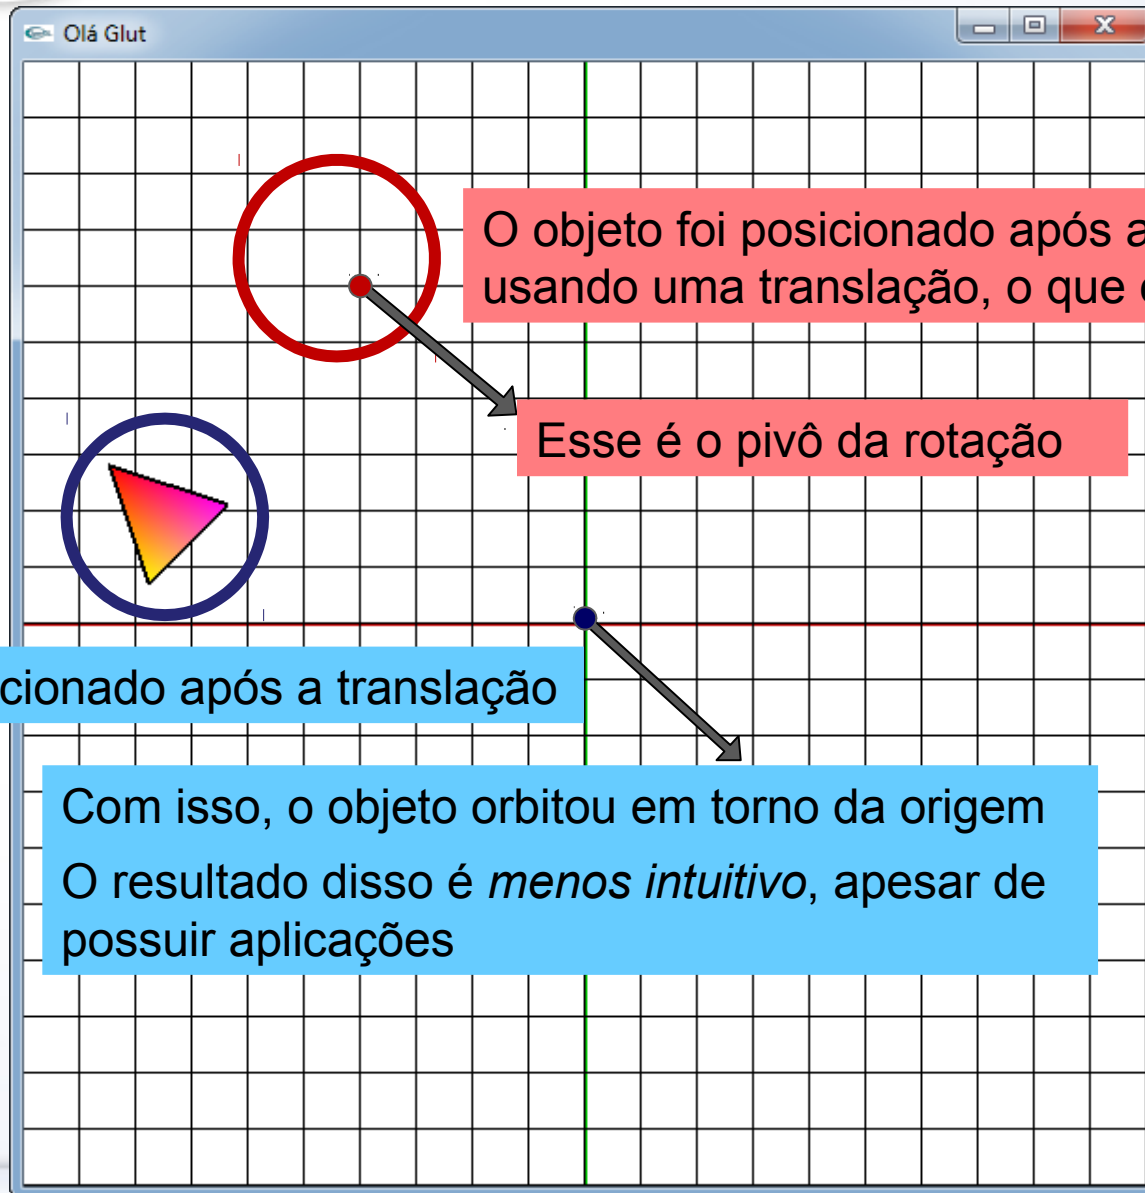 Olá Glut
O objeto foi posicionado após a
usando uma translação, o que
Esse é o pivô da rotação
cionado após a translação
Com isso, o objeto orbitou em torno da origem
O resultado disso é menos intuitivo, apesar de
possuir aplicações